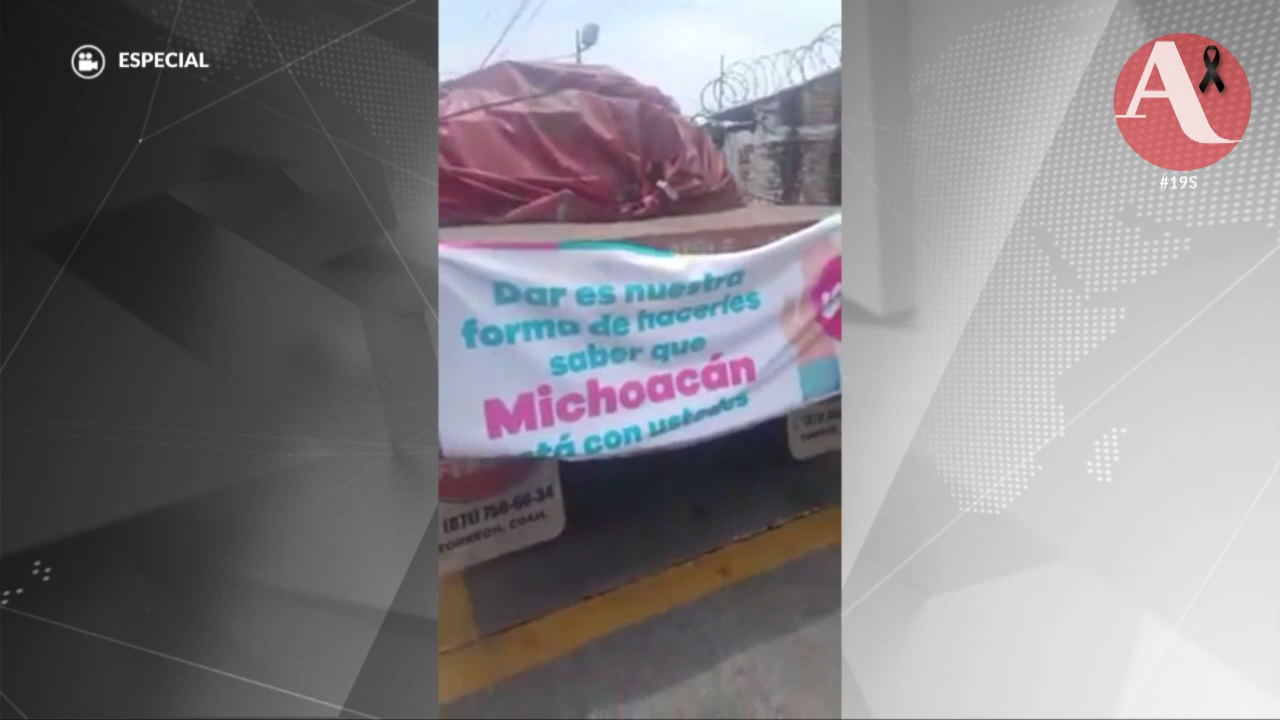 ESPECIAL
A
#19S
Dar es nuestra
forma de hacerles
saber que
Michoacán
está con ustedes
(871) 750-60-34
TORREON, COAH.